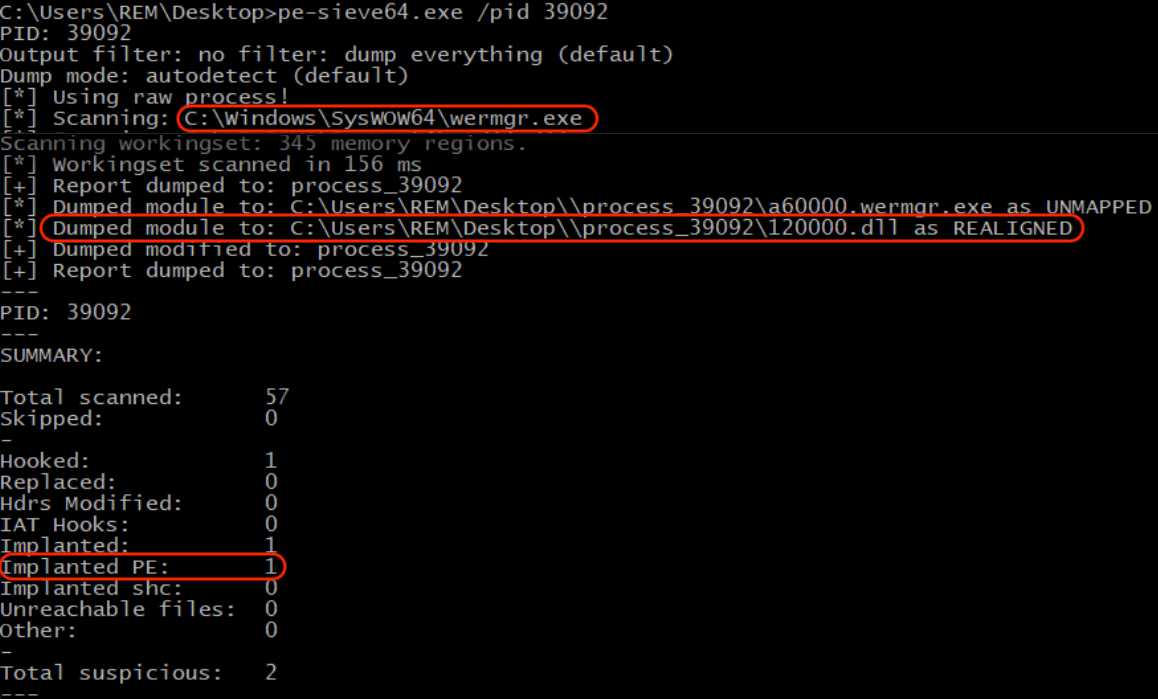 C:\Users\REM\Desktop>pe-sieve64.exe /pid 39092
PID: 39092
Output filter: no filter: dump everything (default)
Dump mode: autodetect (default)
[*] Using raw process!
[*] Scanning: C:\Windows\SysWOW64\wermgr.exe
Scanning workingset: 345 memory regions.
[*] Workingset scanned in 156 ms
[+] Report dumped to: process_39092
[*] Dumped module to: C:\Users\REM\Desktop\\process_39092\a60000.wermgr.exe as UNMAPPED
[*] Dumped module to: C:\Users\REM\Desktop\\process_39092\120000.dll as REALIGNED
[+] Dumped modified to: process_39092
[+] Report dumped to: process_39092
---
PID: 39092
---
SUMMARY:
Total scanned: 57
Skipped: 0
-
Hooked: 1
Replaced: 0
Hdrs Modified: 0
IAT Hooks: 0
Implanted: 1
Implanted PE: 1
Implanted shc: 0
Unreachable files: 0
Other: 0
-
Total suspicious: 2
---